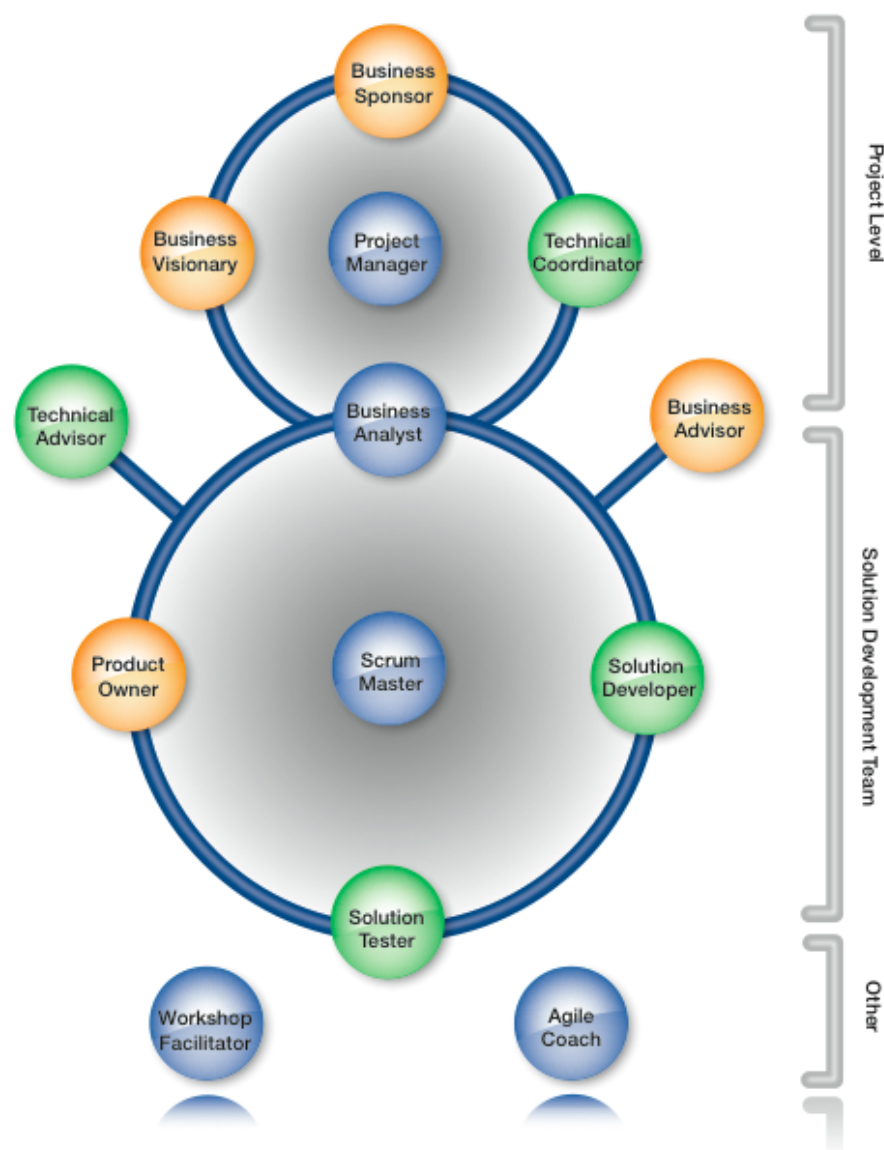 Business
Sponsor
Business
Visionary
Project
Manager
Technical
Coordinator
Project Level
Technical
Advisor
Business
Analyst
Business
Advisor
Product
Owner
Scrum
Master
Solution
Developer
Solution Development Team
Solution
Tester
Workshop
Facilitator
Agile
Coach
Other